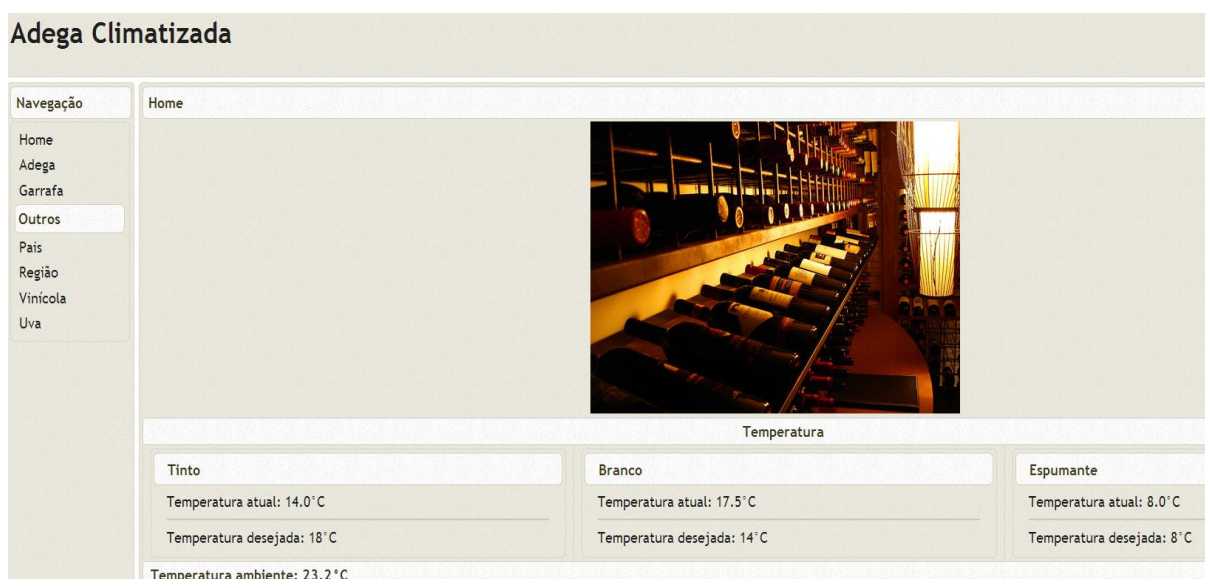 Adega Climatizada
Navegação
Home
Adega
Garrafa
Outros
Pais
Região
Vinícola
Uva
Home
Temperatura
Tinto
Temperatura atual: 14.0°C
Temperatura desejada: 18°C
Branco
Temperatura atual: 17.5°C
Temperatura desejada: 14°C
Espumante
Temperatura atual: 8.0°C
Temperatura desejada: 8°C
Temperatura ambiente: 23.2°C